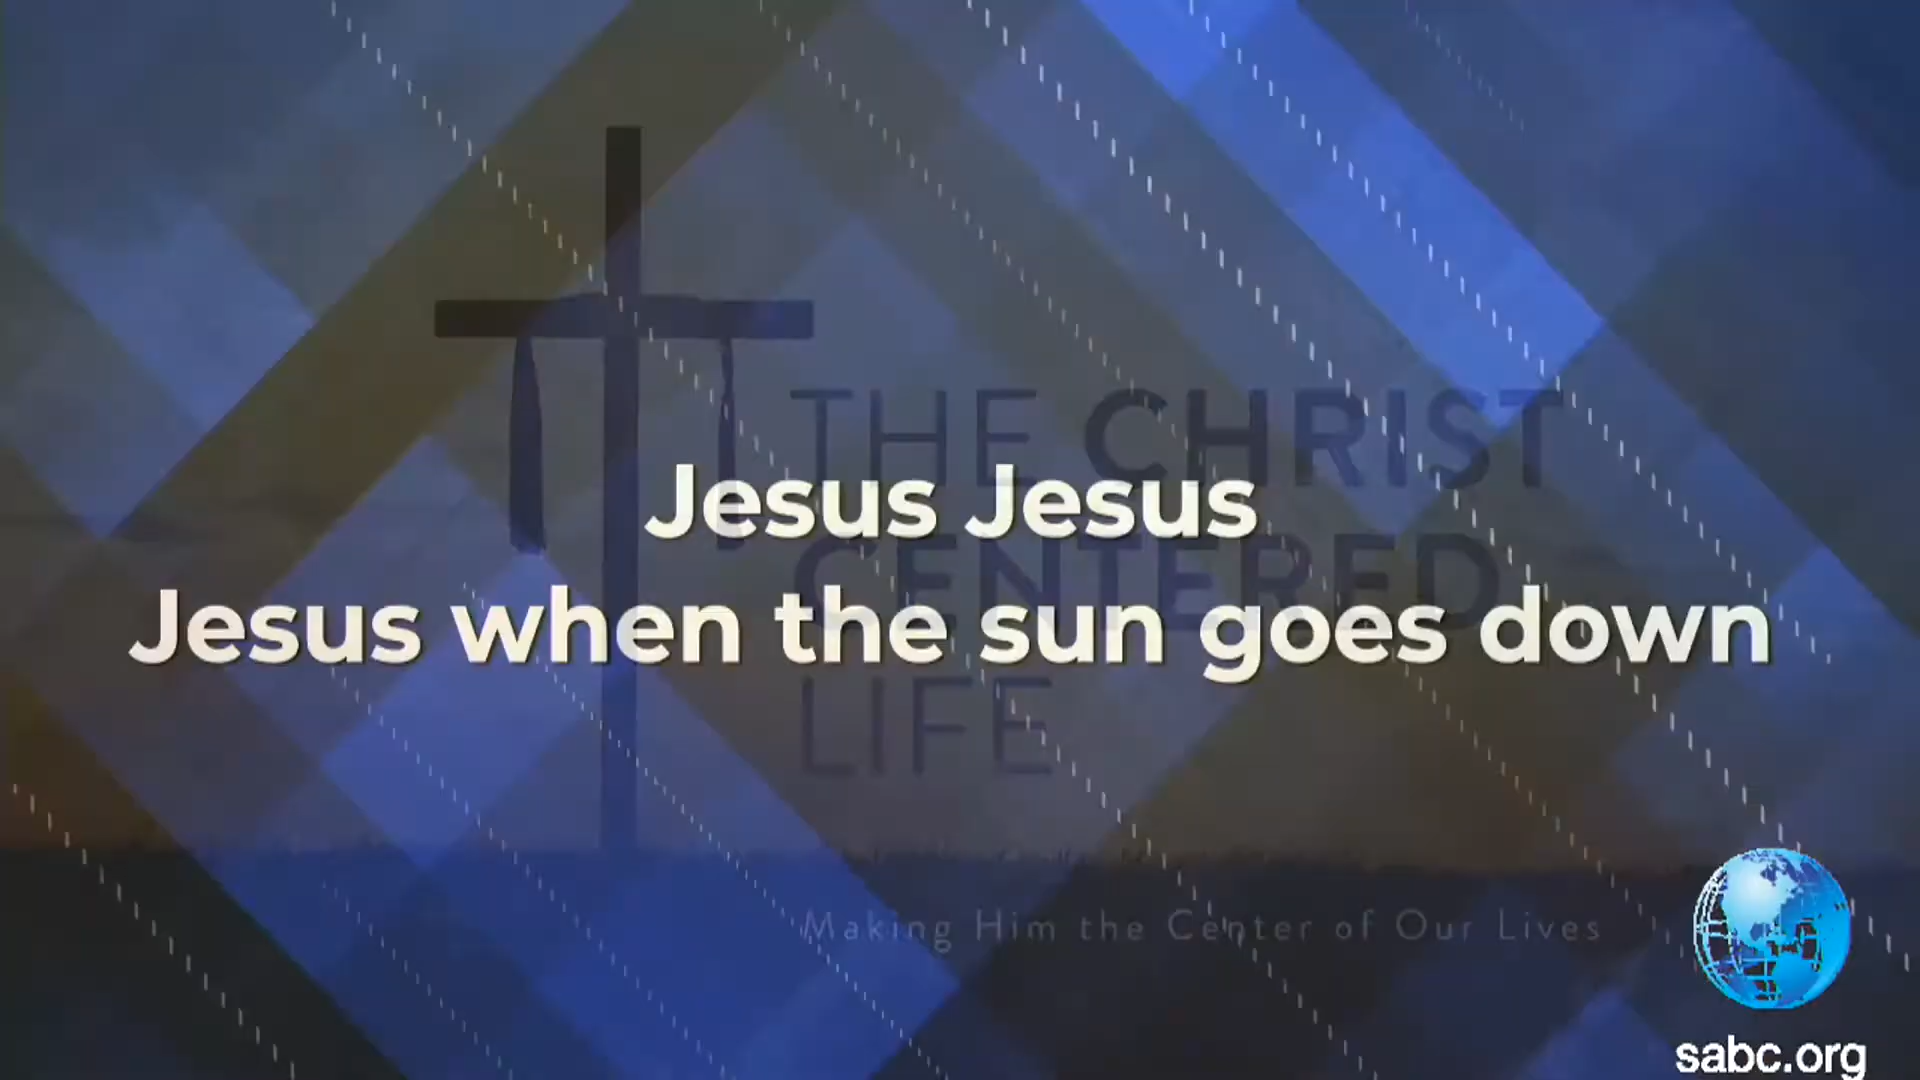 THE CHRIST
Jesus Jesus
CENTERED
Jesus when the sun goes down
LIFE
Making Him the Center of Our Lives
sabc.org